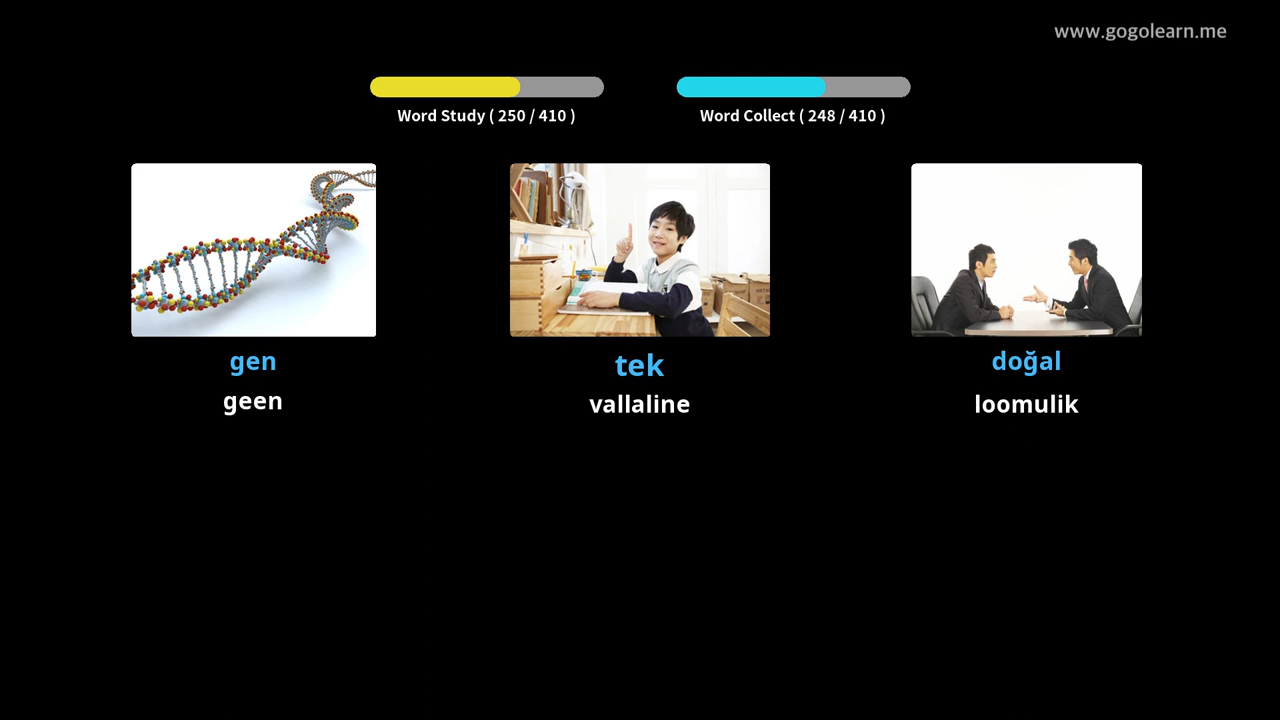 www.gogolearn.me
Word Study ( 250 / 410 )
Word Collect ( 248 / 410 )
gen
tek
doğal
geen
vallaline
loomulik